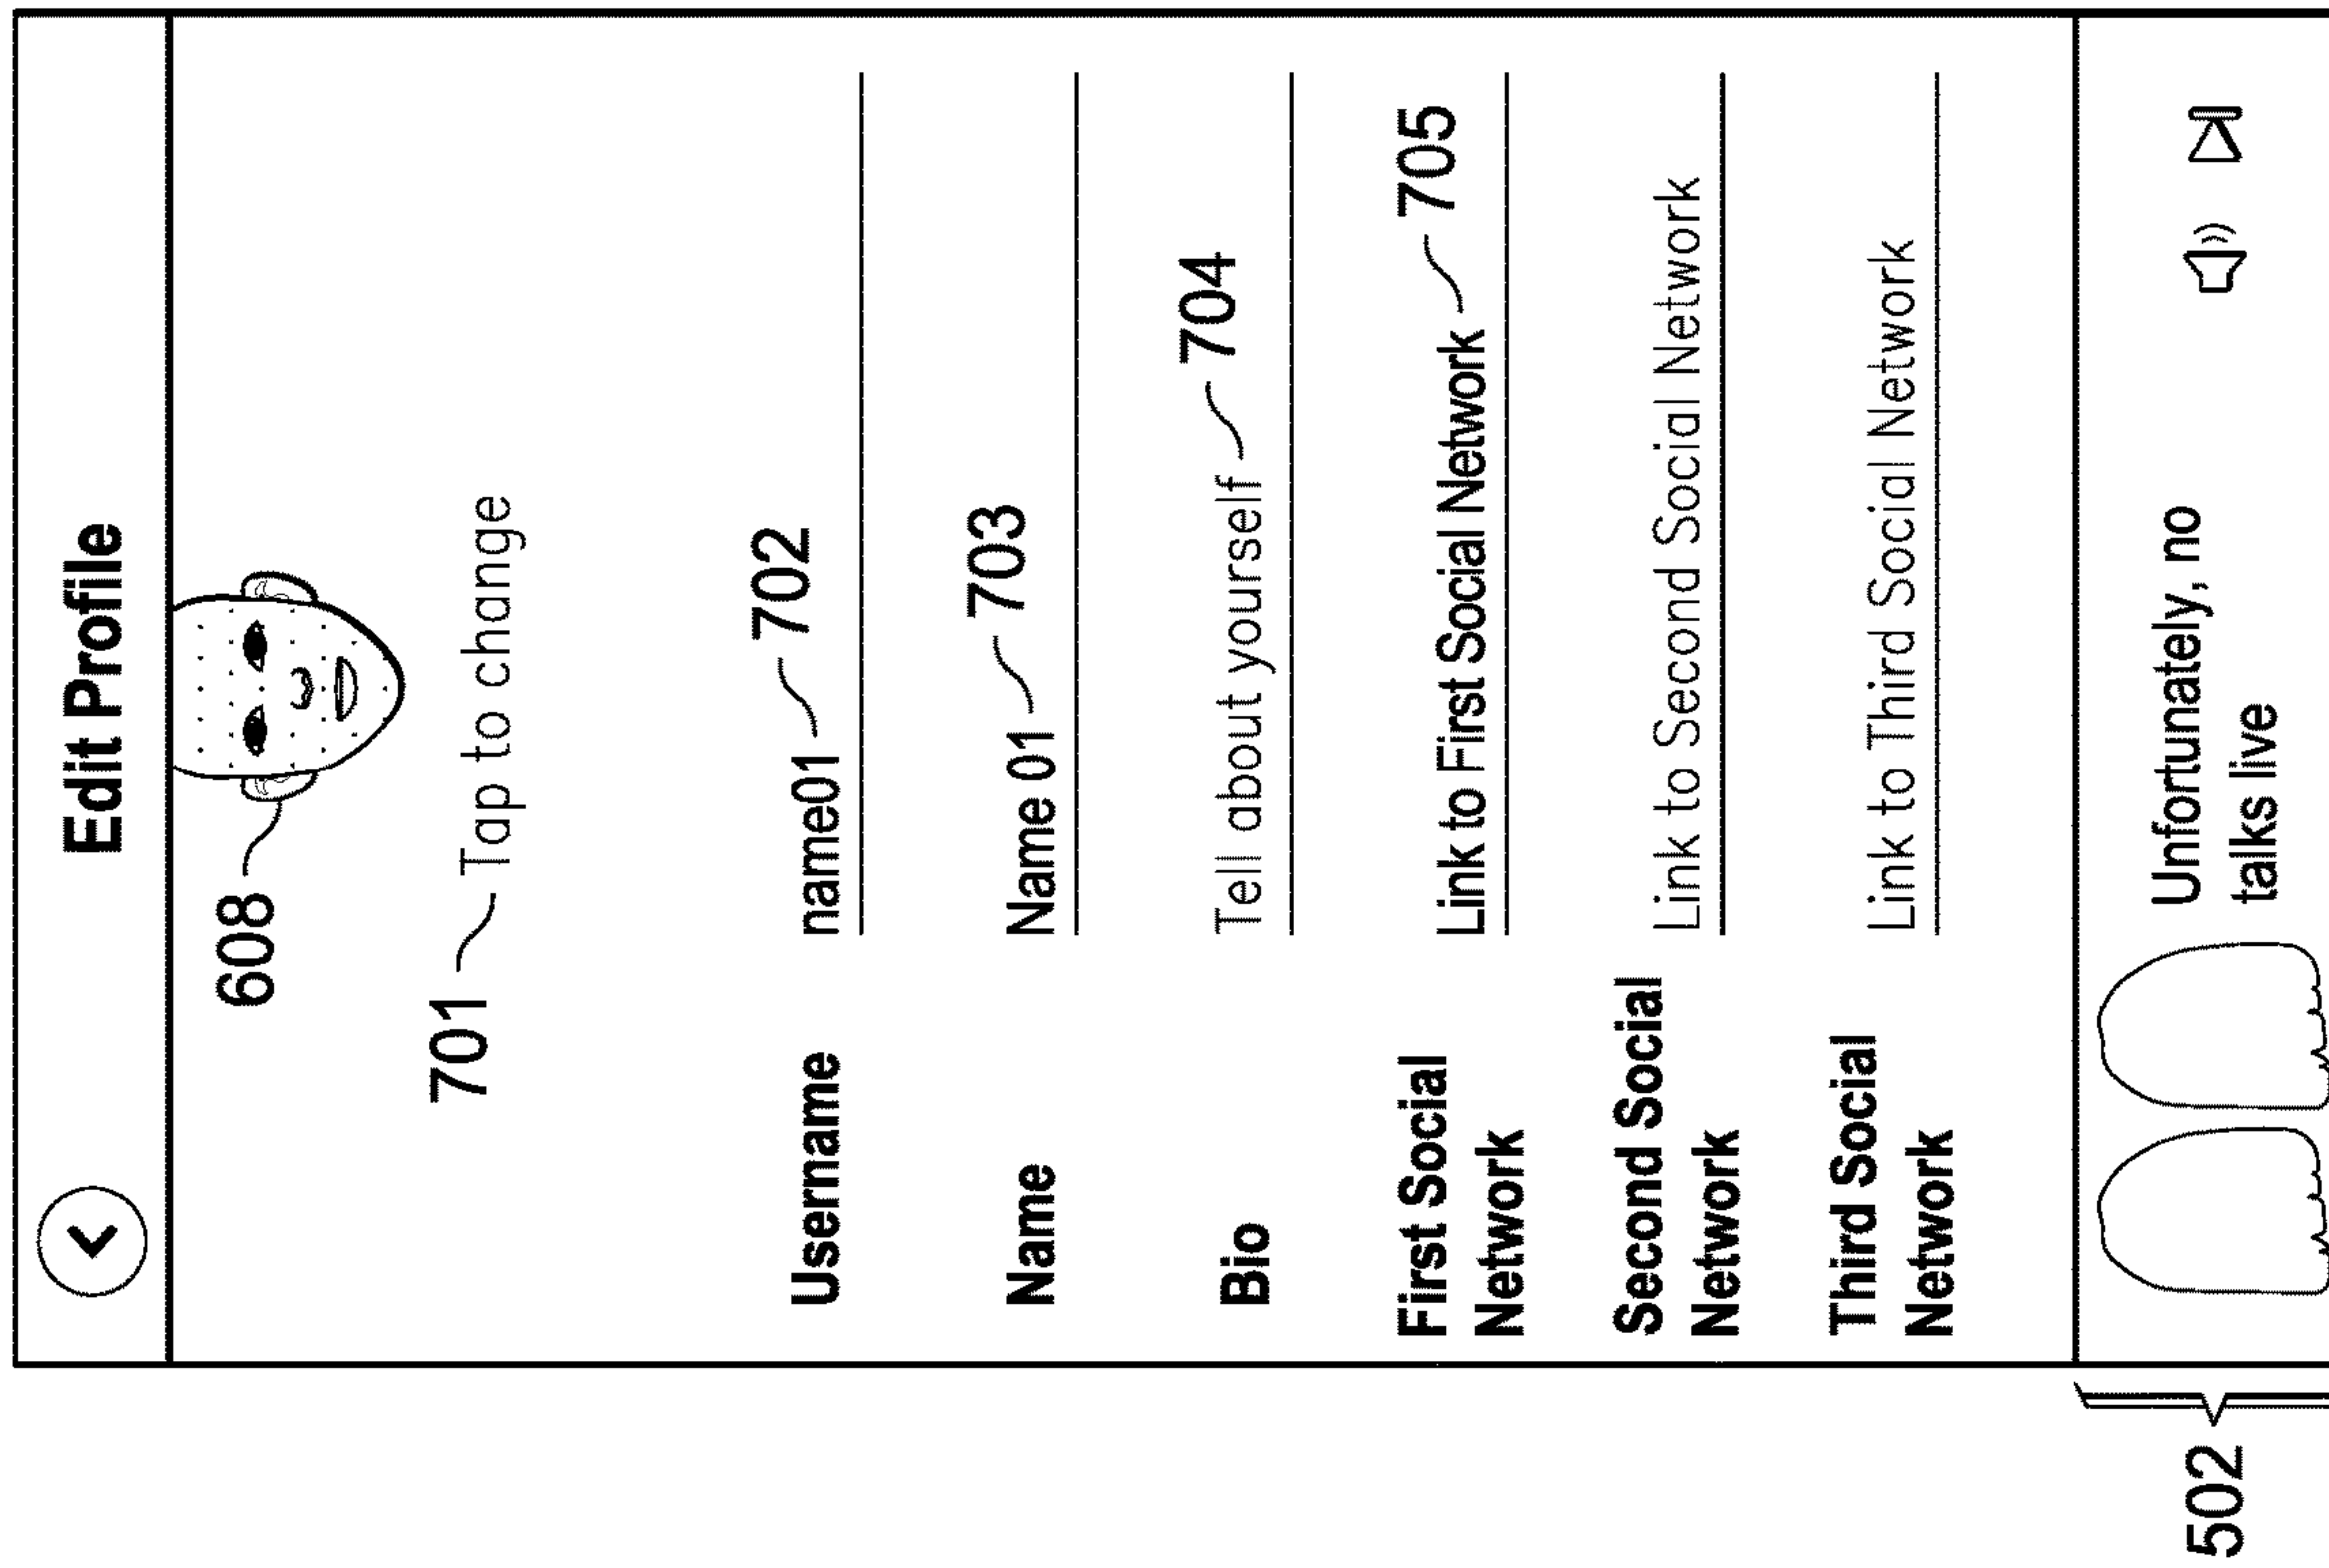 Edit Profile
608
701 Tap to change
702
Username name01
703
Name Name 01
704
Bio Tell about yourself
705
First Social
Network
Link to First Social Network
Second Social
Network
Link to Second Social Network
Third Social
Network
Link to Third Social Network
502
Unfortunately, no
talks live